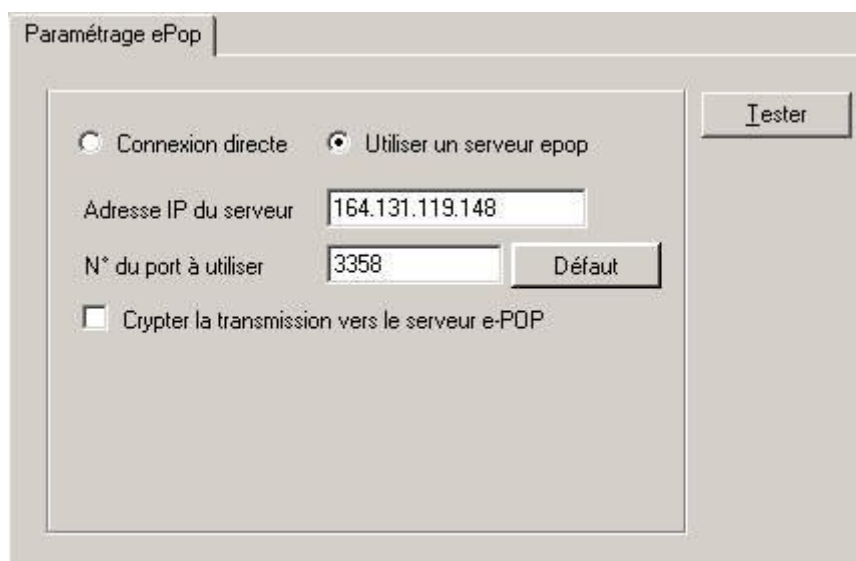 Paramétrage ePop
Tester
Connexion directe
Utiliser un serveur epop
Adresse IP du serveur
164.131.119.148
N° du port à utiliser
3358
Défaut
Crypter la transmission vers le serveur e-POP